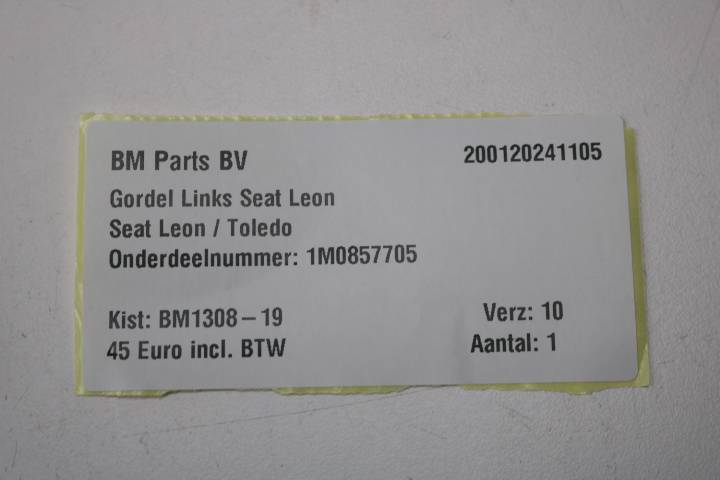 BM Parts BV 200120241105
Gordel Links Seat Leon
Seat Leon / Toledo
Onderdeelnummer: 1M0857705
Kist: BM1308-19 Verz: 10
45 Euro incl. BTW Aantal: 1